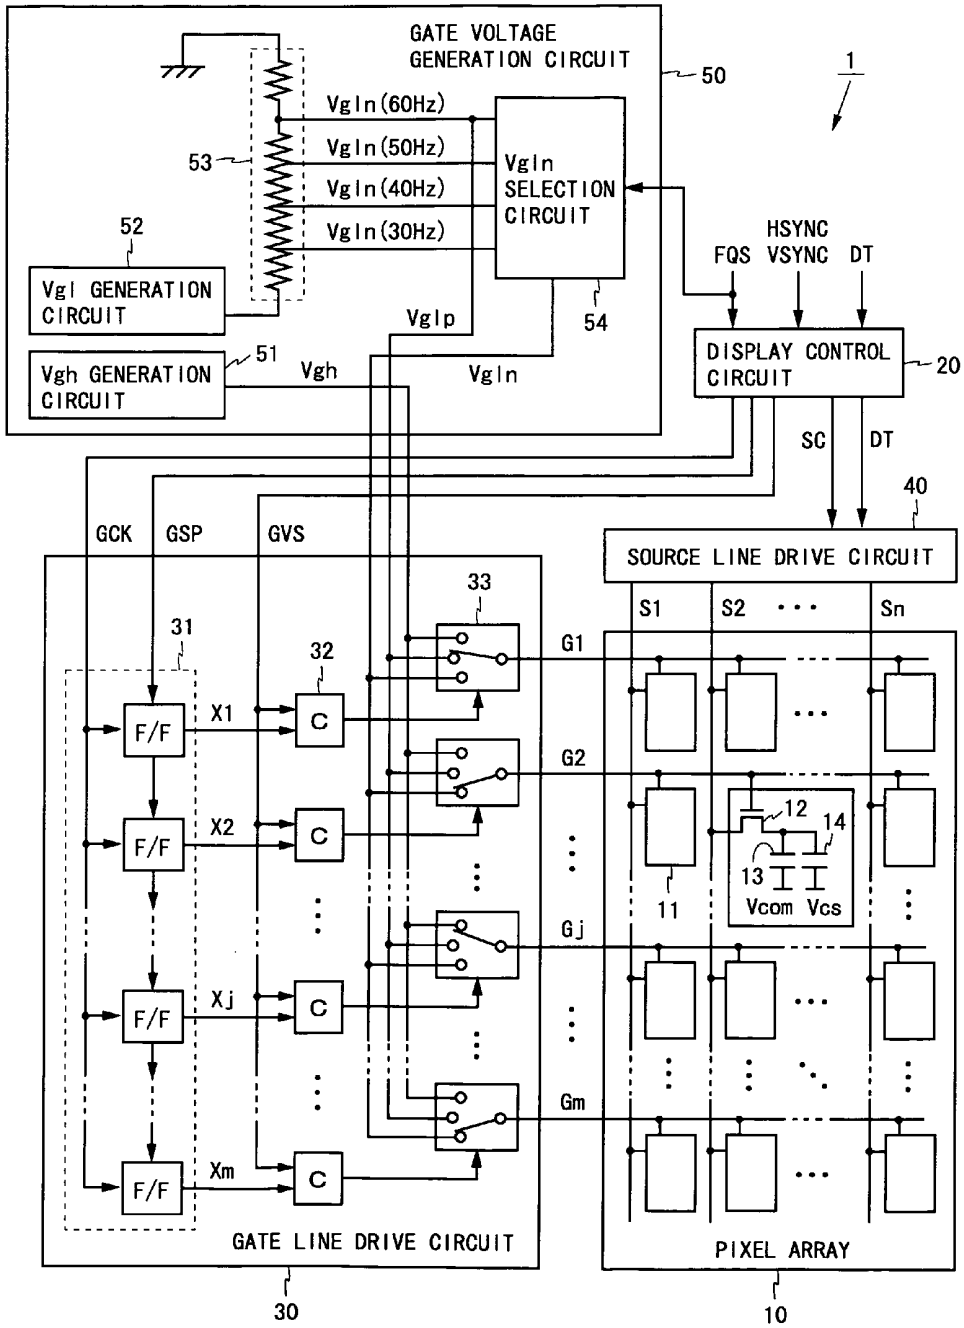 GATE VOLTAGE
GENERATION CIRCUIT
50
1
Vgln(60Hz)
Vgln(50Hz)
Vgln(40Hz)
Vgln(30Hz)
53
Vgln
SELECTION
CIRCUIT
54
52
Vgl GENERATION
CIRCUIT
51
Vgh GENERATION
CIRCUIT
Vgh
Vglp
Vgln
HSYNC
FQS VSYNC DT
DISPLAY CONTROL
CIRCUIT
20
SC DT
40
SOURCE LINE DRIVE CIRCUIT
GCK GSP GVS
S1 S2 ... Sn
31
32
33
F/F X1 C G1
...
F/F X2 C G2
12
14
13
Vcom Vcs
11
...
F/F Xj C Gj
...
F/F Xm C Gm
...
GATE LINE DRIVE CIRCUIT
30
PIXEL ARRAY
10